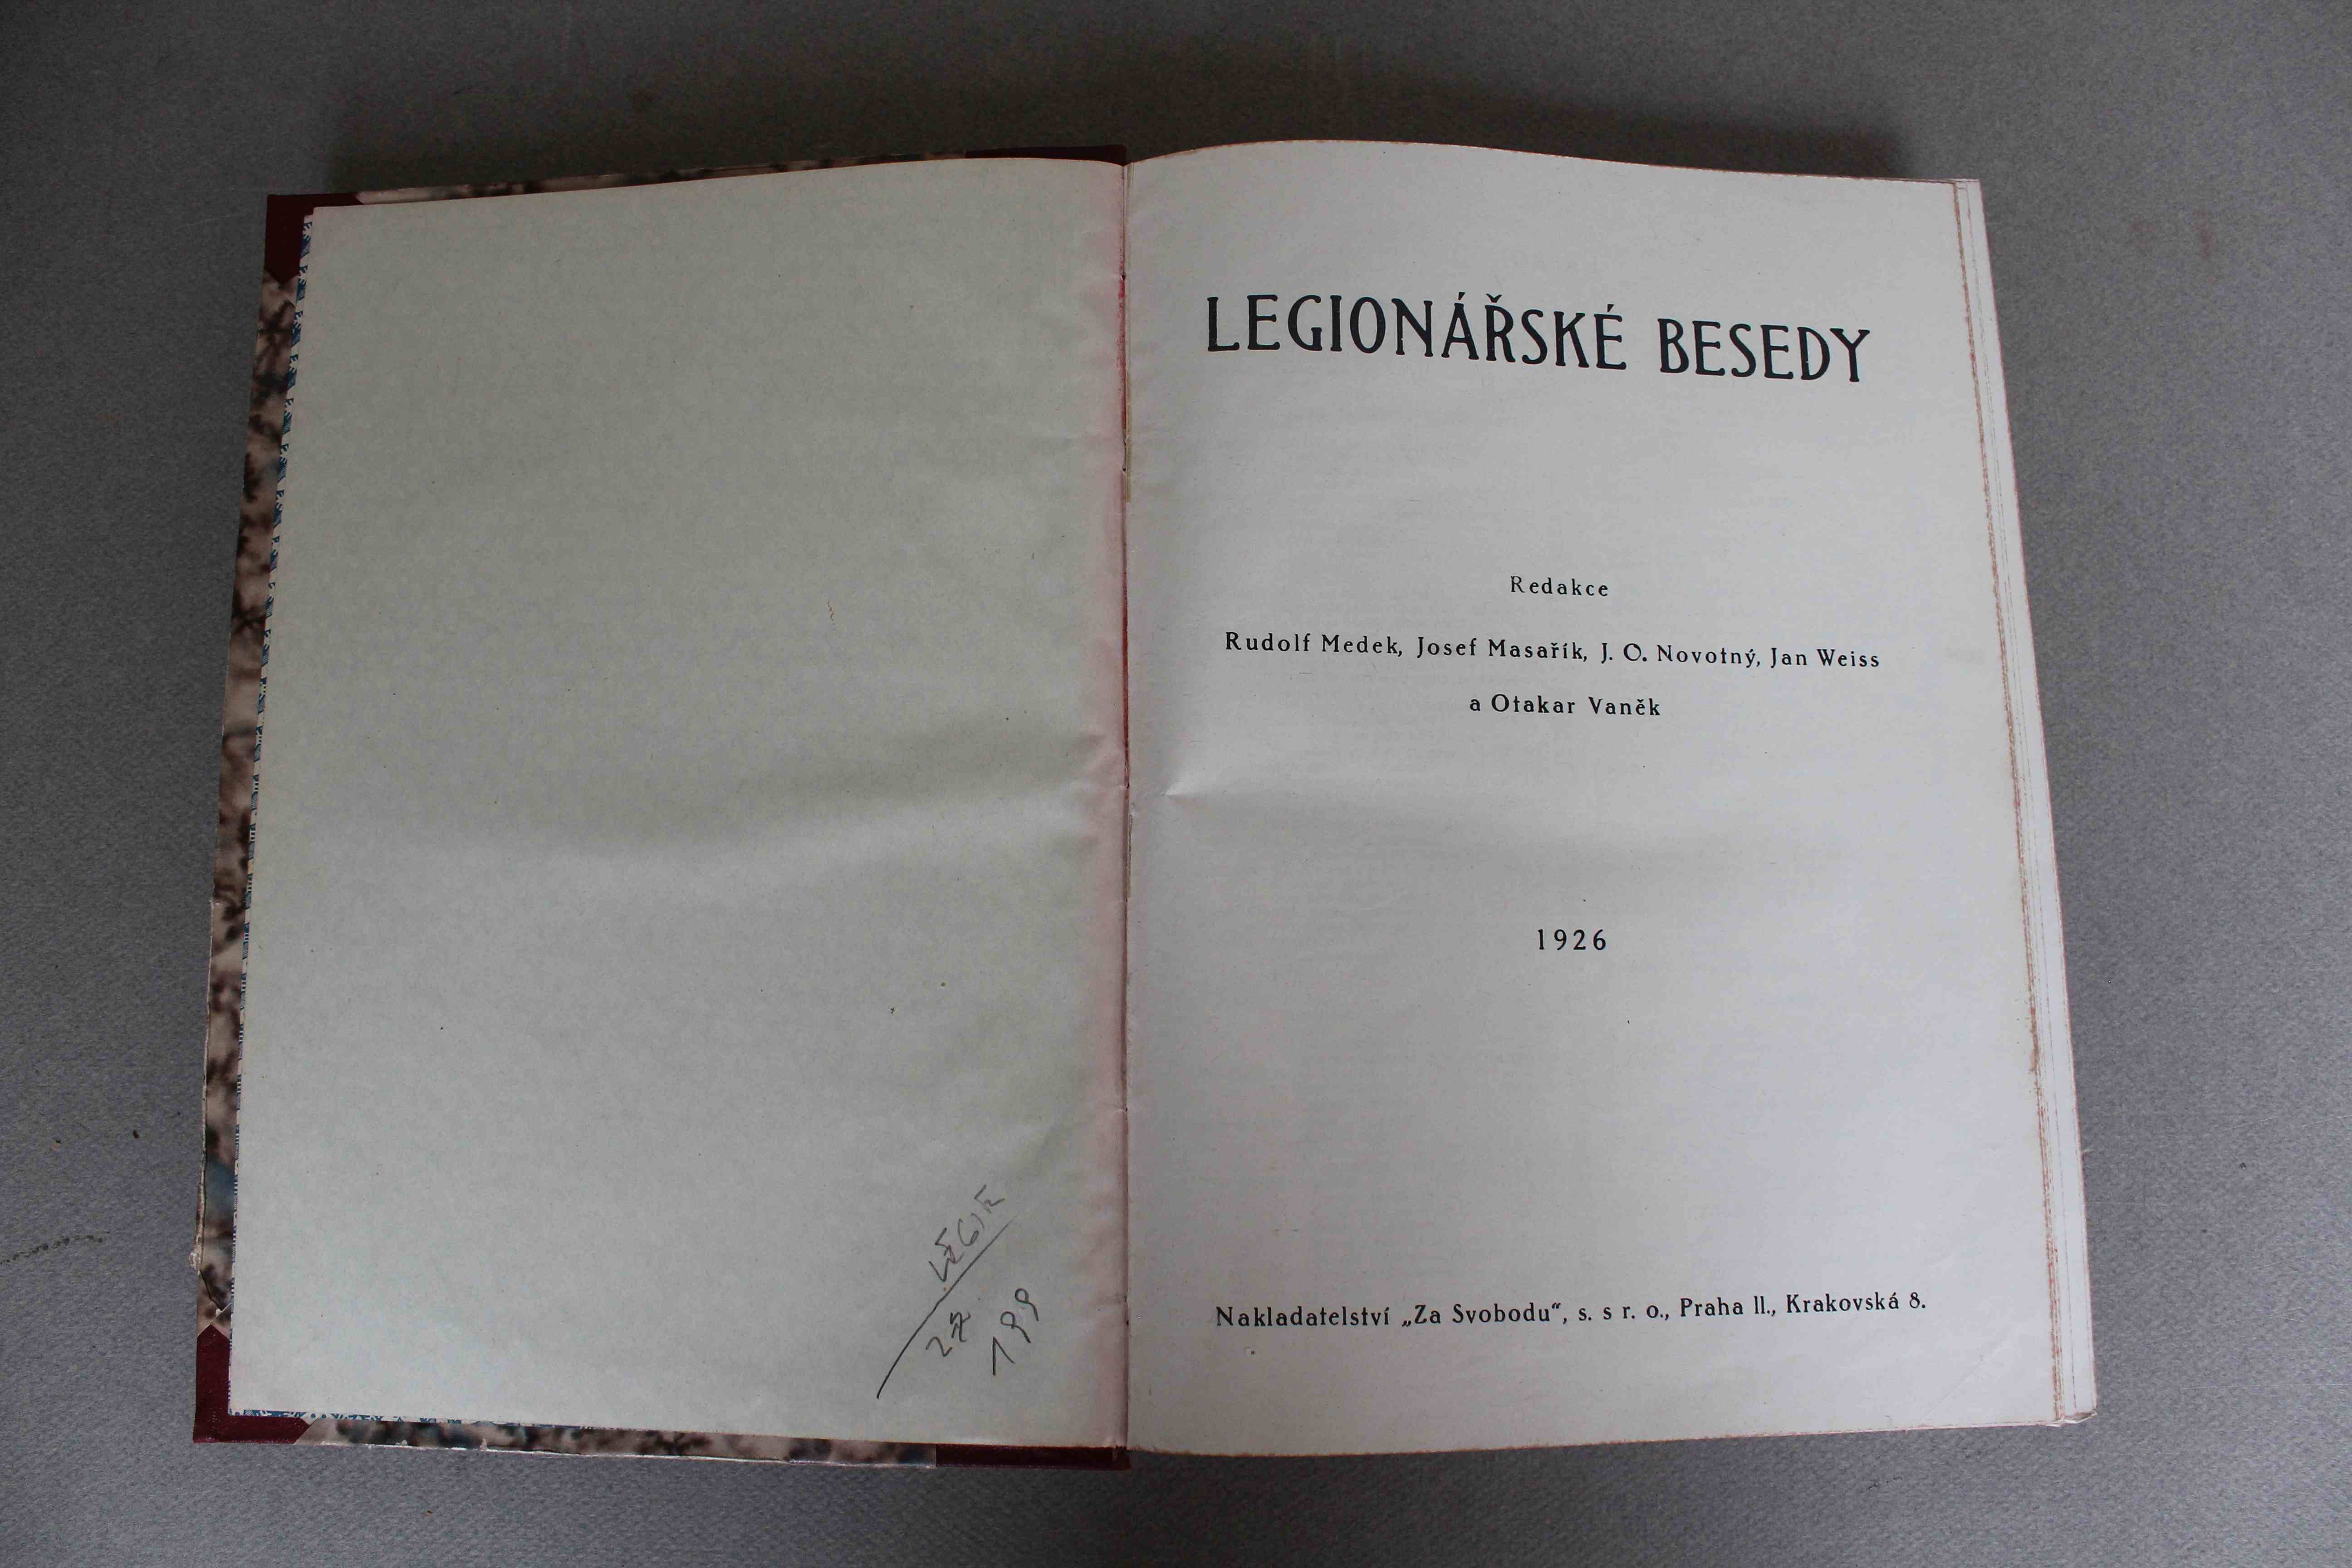 LEGIE
27
199
LEGIONÁŘSKÉ BESEDY
Redakce
Rudolf Medek, Josef Masařík, J. O. Novotný, Jan Weiss
a Otakar Vaněk
1926
Nakladatelství „Za Svobodu“, s. s r. o., Praha II., Krakovská 8.